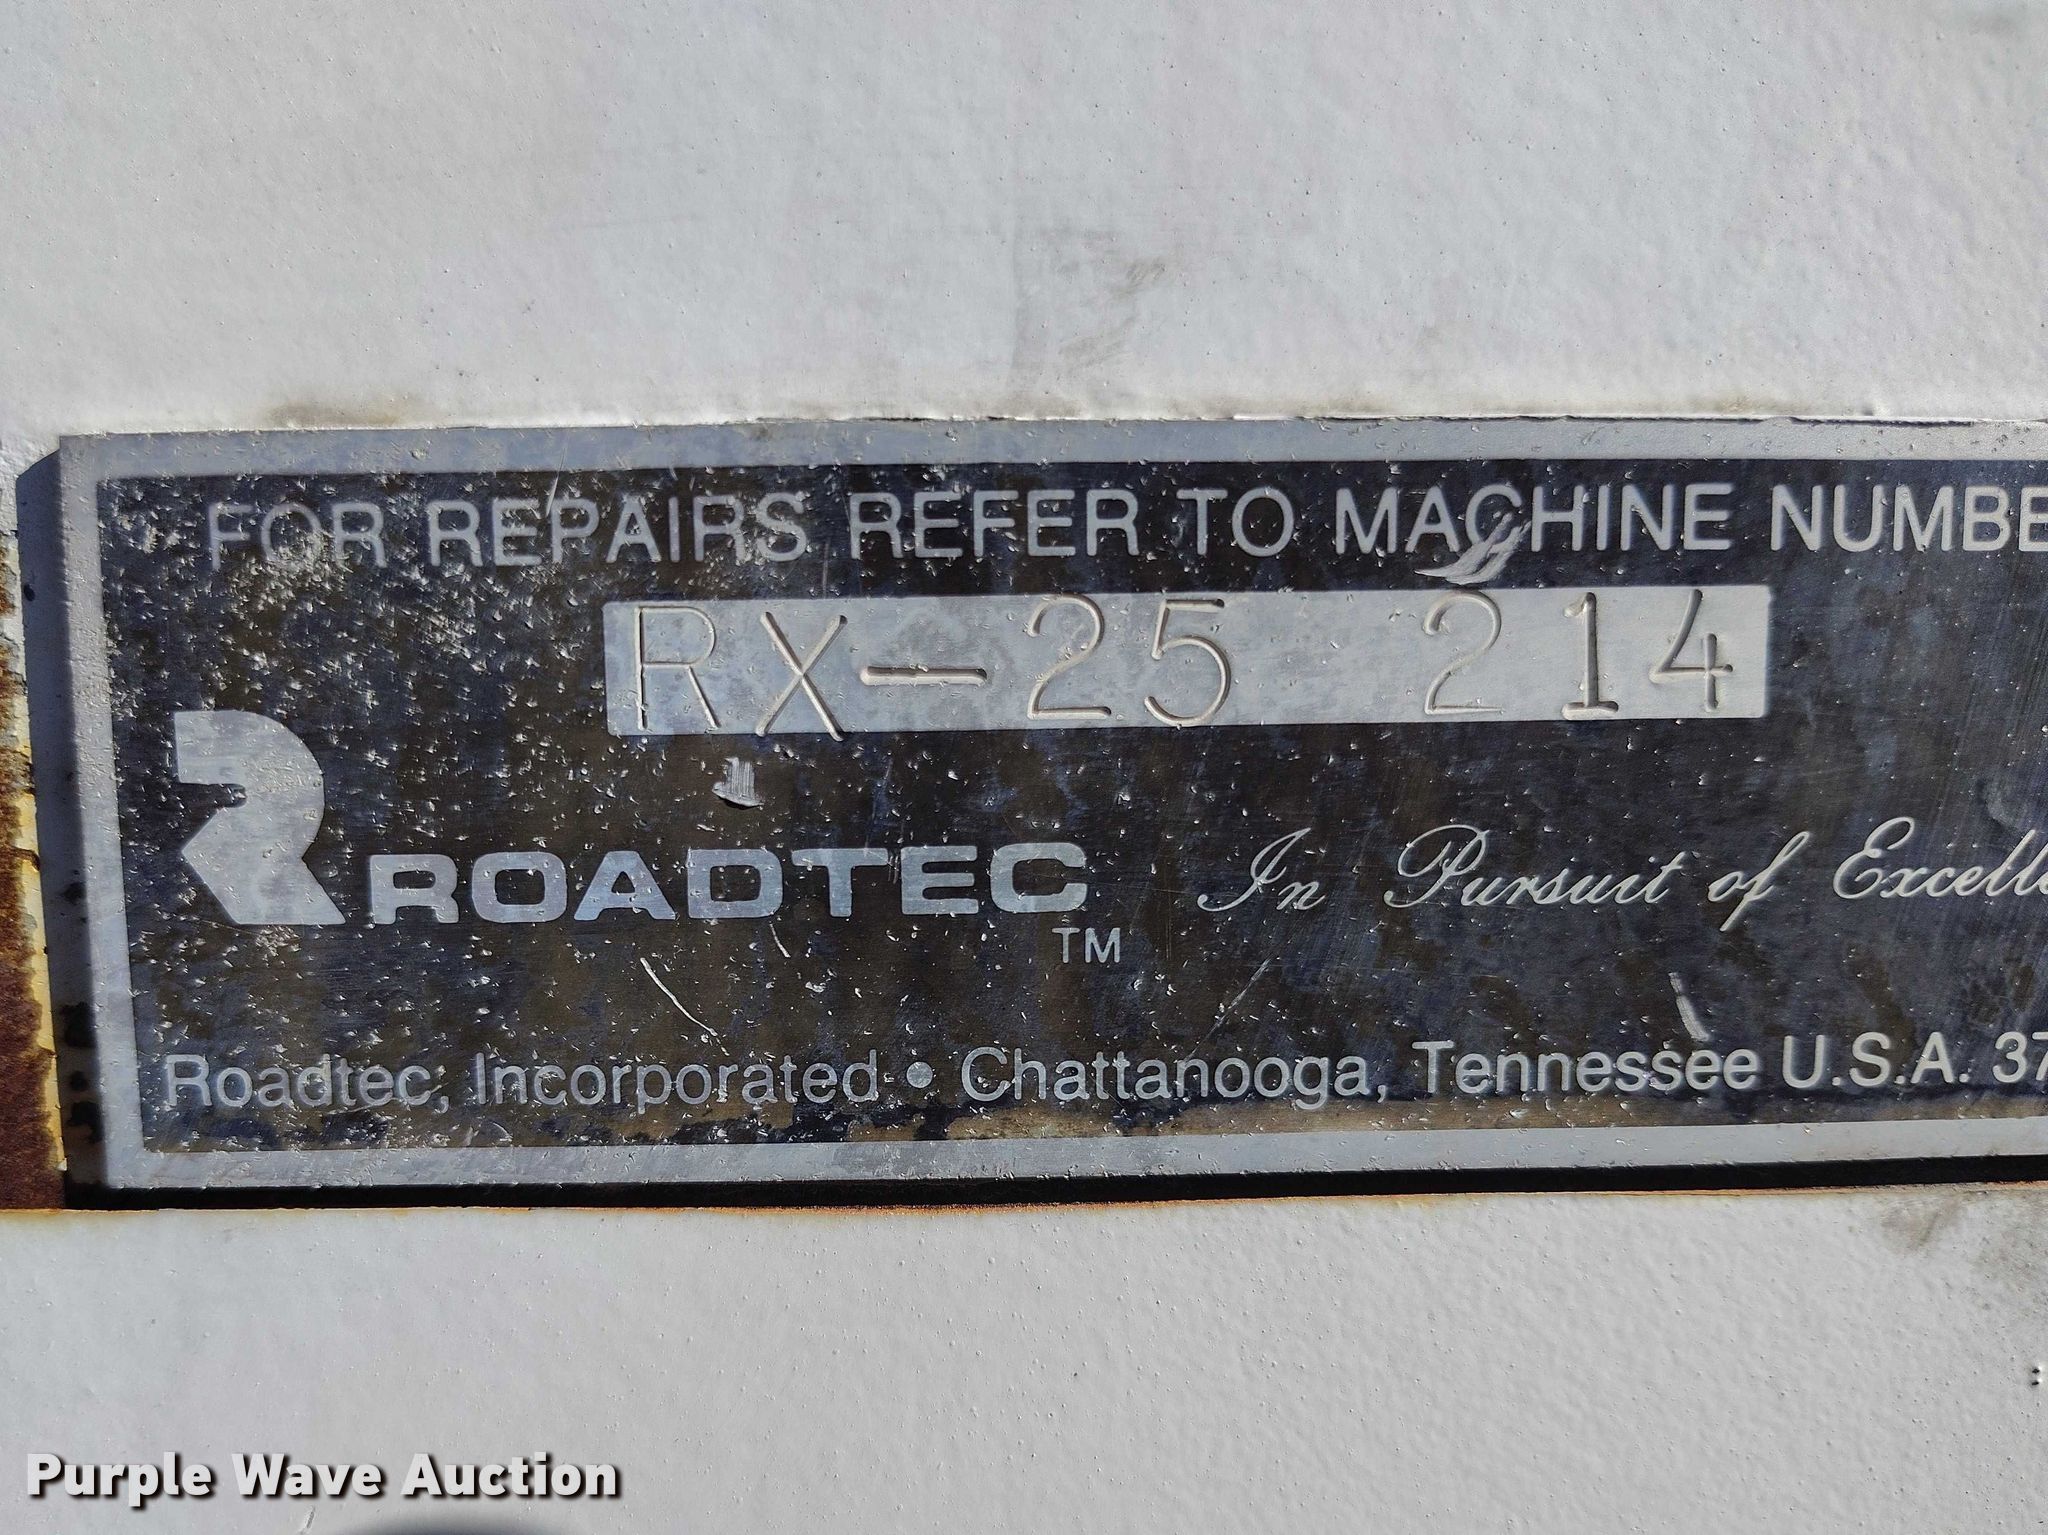 FOR REPAIRS REFER TO MACHINE NUMBE
RX-25 214
ROADTEC TM In Pursuit of Excelle
Roadtec, Incorporated • Chattanooga, Tennessee U.S.A. 37
Purple Wave Auction